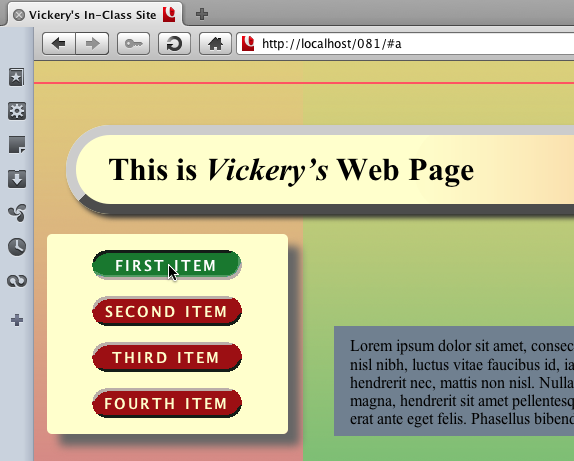 Vickery's In-Class Site
http://localhost/081/#a
This is Vickery’s Web Page
FIRST ITEM
SECOND ITEM
THIRD ITEM
FOURTH ITEM
Lorem ipsum dolor sit amet, consec
nisl nibh, luctus vitae faucibus id, ia
hendrerit nec, mattis non nisl. Nulla
magna, hendrerit sit amet pellentesq
erat ante eget felis. Phasellus bibend